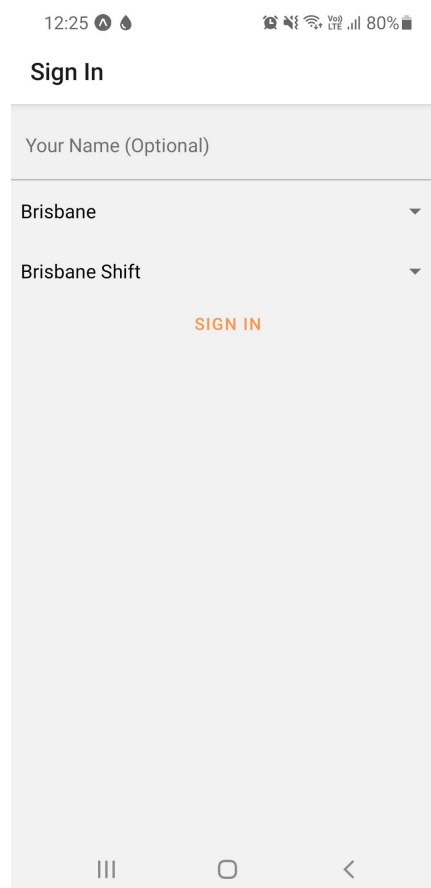 12:25 80%
Sign In
Your Name (Optional)
Brisbane
Brisbane Shift
SIGN IN